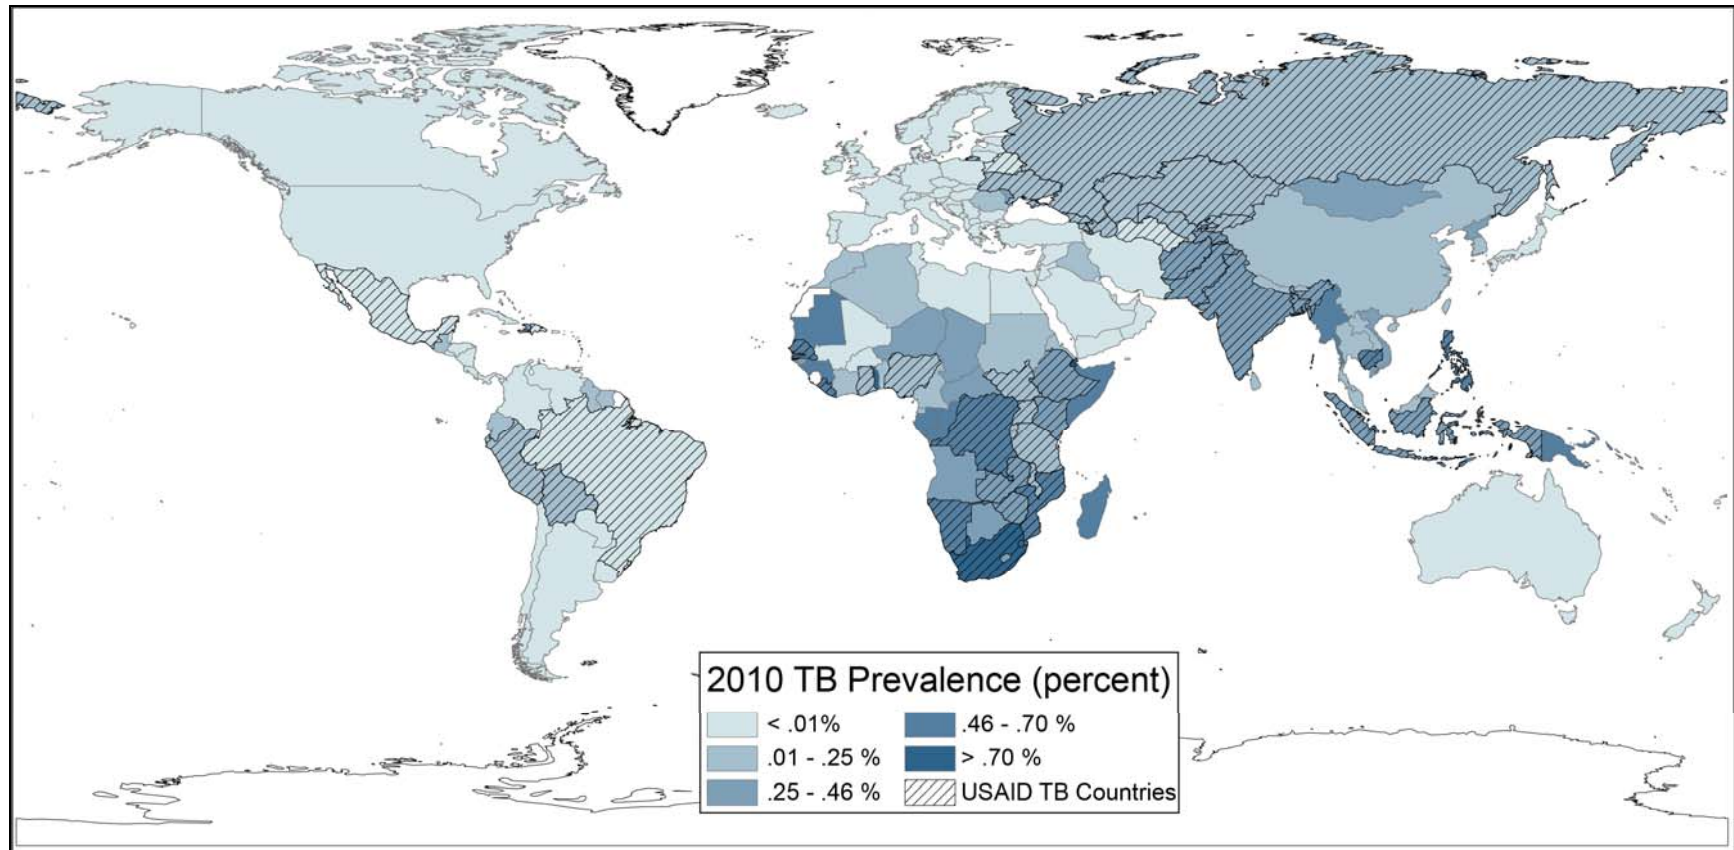 2010 TB Prevalence (percent)
< .01%
.01 - .25 %
.25 - .46 %
.46 - .70 %
> .70 %
USAID TB Countries